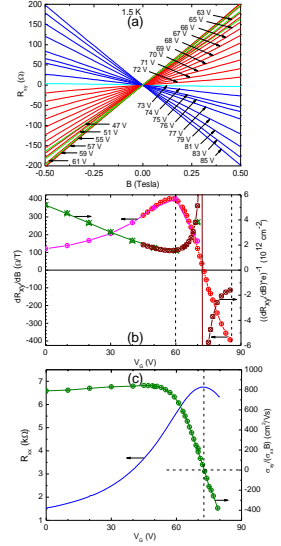 200
150
100
50
0
-50
-100
-150
-200
R_xy (Ω)
1.5 K
(a)
63 V
65 V
66 V
67 V
68 V
69 V
70 V
71 V
72 V
73 V
74 V
75 V
76 V
77 V
79 V
81 V
83 V
85 V
47 V
51 V
55 V
57 V
59 V
61 V
-0.50 -0.25 0.00 0.25 0.50
B (Tesla)
400
300
200
100
0
-100
-200
-300
-400
dR_xy/dB (Ω/T)
6
5
4
2
0
-2
-4
-6
((dR_xy/dB)*e)^-1 (10^12 cm^-2)
(b)
0 20 40 60 80
V_G (V)
7
6
5
4
3
2
1
R_xx (kΩ)
(c)
800
600
400
200
0
-200
-400
σ_xy/(σ_xx B) (cm²/Vs)
0 20 40 60 80
V_G (V)